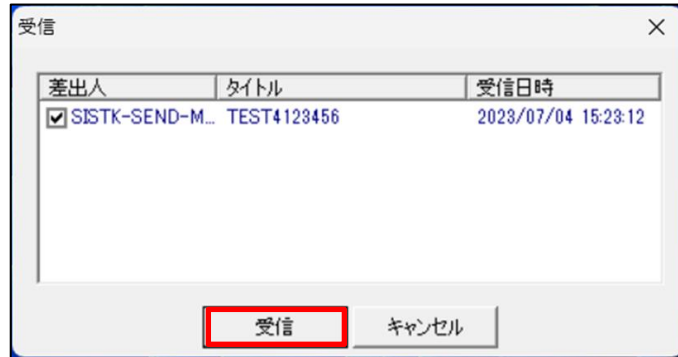 受信
差出人 タイトル 受信日時
SISTK-SEND-M... TEST4123456 2023/07/04 15:23:12
受信 キャンセル